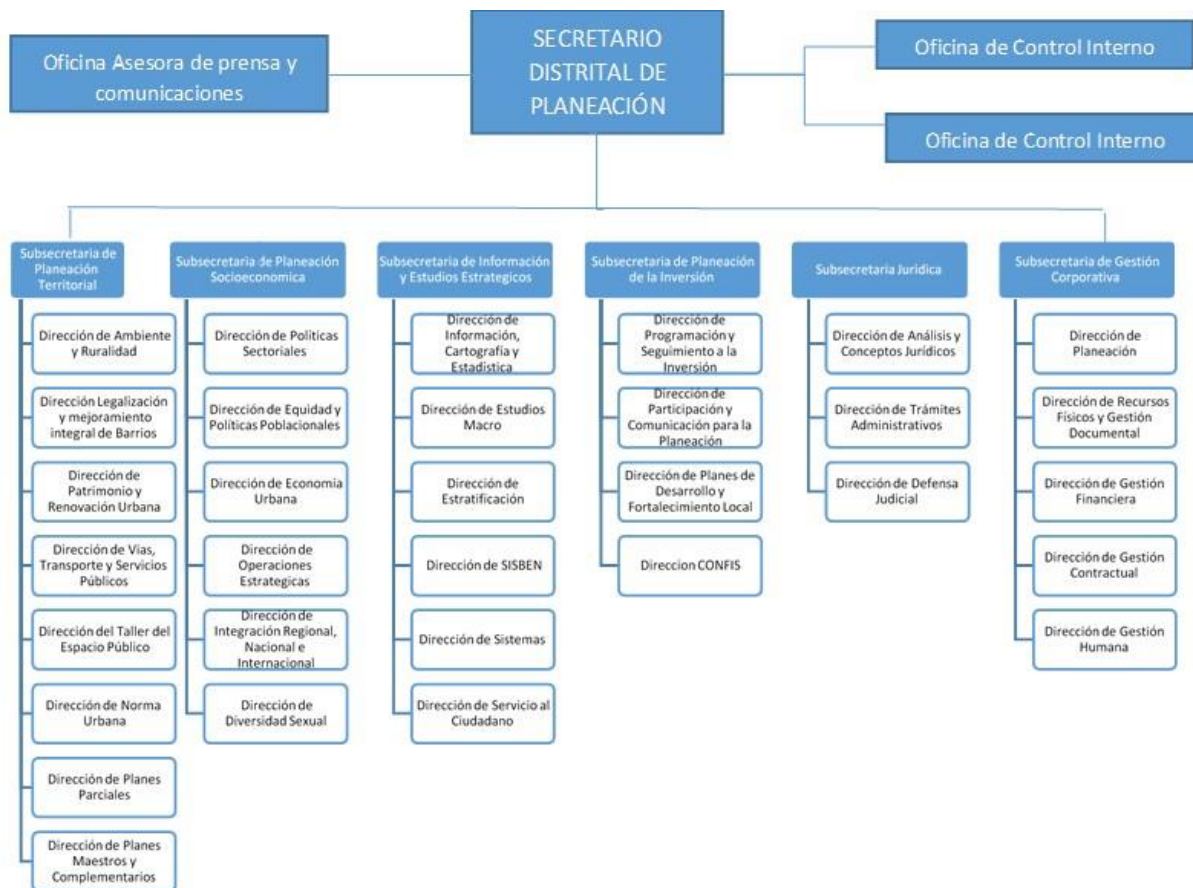 Oficina Asesora de prensa y
comunicaciones
SECRETARIO
DISTRITAL DE
PLANEACIÓN
Oficina de Control Interno
Oficina de Control Interno
Subsecretaria de
Planeación
Territorial
Dirección de Ambiente
y Ruralidad
Dirección Legalización
y mejoramiento
integral de Barrios
Dirección de
Patrimonio y
Renovación Urbana
Dirección de Vías,
Transporte y Servicios
Públicos
Dirección del Taller del
Espacio Público
Dirección de Norma
Urbana
Dirección de Planes
Parciales
Dirección de Planes
Maestros y
Complementarios
Subsecretaria de Planeación
Socioeconomica
Dirección de Políticas
Sectoriales
Dirección de Equidad y
Políticas Poblacionales
Dirección de Economía
Urbana
Dirección de
Operaciones
Estrategicas
Dirección de
Integración Regional,
Nacional e
Internacional
Dirección de
Diversidad Sexual
Subsecretaria de Información
y Estudios Estrategicos
Dirección de
Información,
Cartografía y
Estadística
Dirección de Estudios
Macro
Dirección de
Estratificación
Dirección de SISBEN
Dirección de Sistemas
Dirección de Servicio al
Ciudadano
Subsecretaria de Planeación
de la Inversión
Dirección de
Programación y
Seguimiento a la
Inversión
Dirección de
Participación y
Comunicación para la
Planeación
Dirección de Planes de
Desarrollo y
Fortalecimiento Local
Direccion CONFIS
Subsecretaria Juridica
Dirección de Análisis y
Conceptos Jurídicos
Dirección de Trámites
Administrativos
Dirección de Defensa
Judicial
Subsecretaria de Gestión
Corporativa
Dirección de
Planeación
Dirección de Recursos
Físicos y Gestión
Documental
Dirección de Gestión
Financiera
Dirección de Gestión
Contractual
Dirección de Gestión
Humana